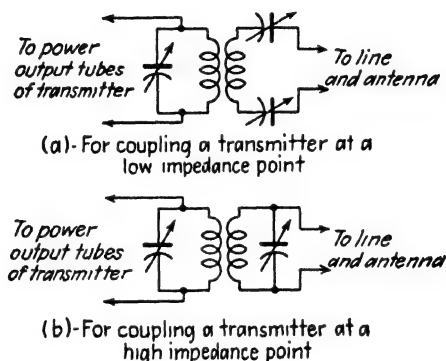 To power
output tubes
of transmitter
To line
and antenna
(a)-For coupling a transmitter at a
low impedance point
To power
output tubes
of transmitter
To line
and antenna
(b)-For coupling a transmitter at a
high impedance point